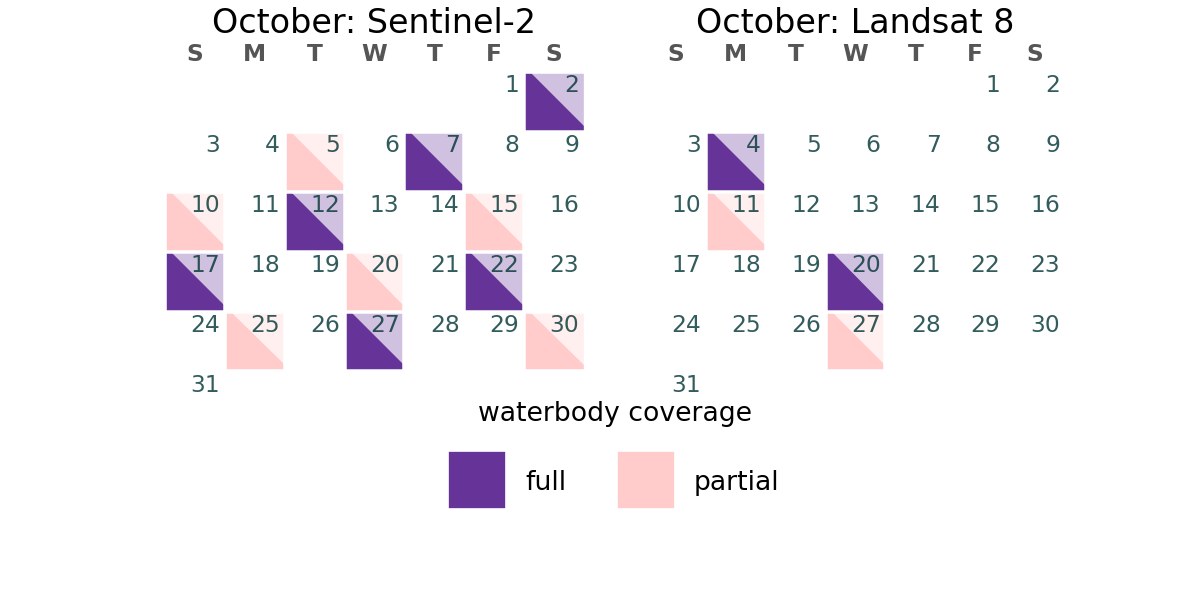 October: Sentinel-2
S M T W T F S
1 2
3 4 5 6 7 8 9
10 11 12 13 14 15 16
17 18 19 20 21 22 23
24 25 26 27 28 29 30
31
October: Landsat 8
S M T W T F S
1 2
3 4 5 6 7 8 9
10 11 12 13 14 15 16
17 18 19 20 21 22 23
24 25 26 27 28 29 30
31
waterbody coverage
full
partial